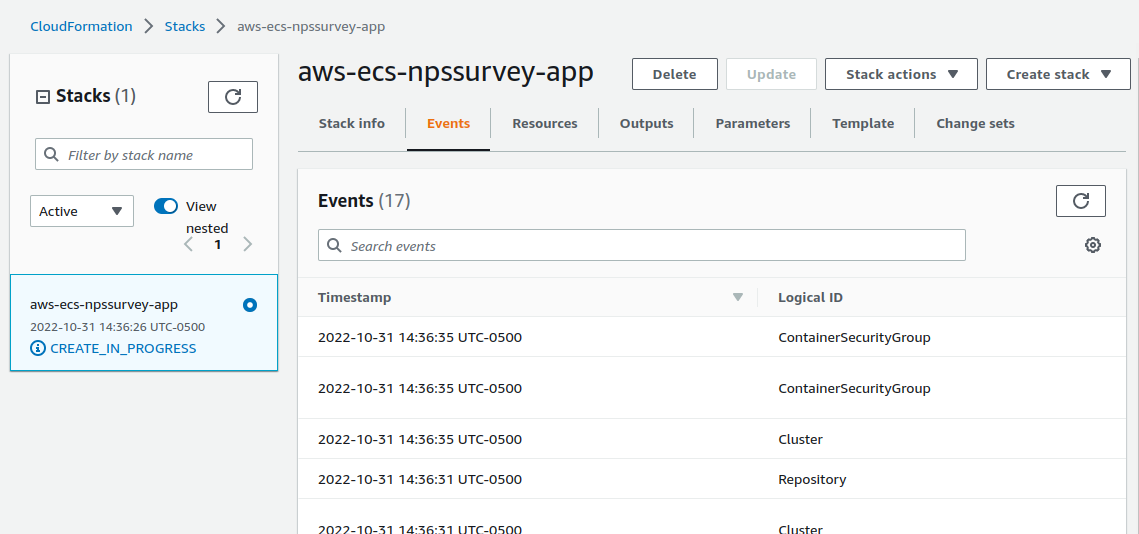 CloudFormation > Stacks > aws-ecs-npssurvey-app
Stacks (1)
Filter by stack name
Active
View
nested
1
aws-ecs-npssurvey-app
2022-10-31 14:36:26 UTC-0500
CREATE_IN_PROGRESS
aws-ecs-npssurvey-app Delete Update Stack actions Create stack
Stack info Events Resources Outputs Parameters Template Change sets
Events (17)
Search events
Timestamp Logical ID
2022-10-31 14:36:35 UTC-0500 ContainerSecurityGroup
2022-10-31 14:36:35 UTC-0500 ContainerSecurityGroup
2022-10-31 14:36:35 UTC-0500 Cluster
2022-10-31 14:36:31 UTC-0500 Repository
2022-10-31 14:36:31 UTC-0500 Cluster